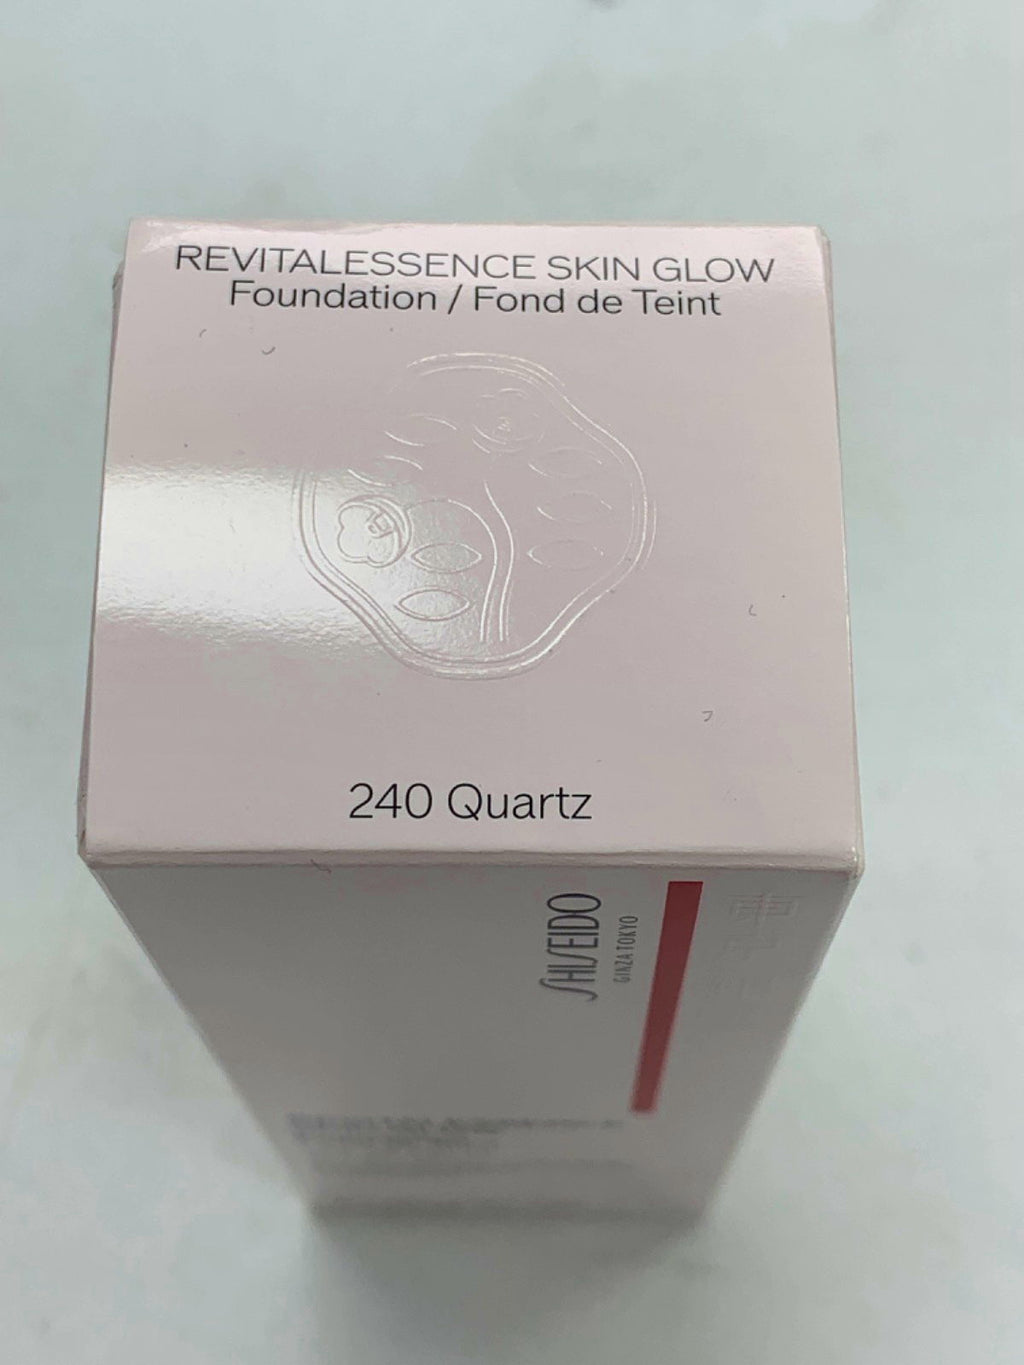 REVITALESSENCE SKIN GLOW
Foundation / Fond de Teint
240 Quartz
SHISEIDO
GINZA TOKYO